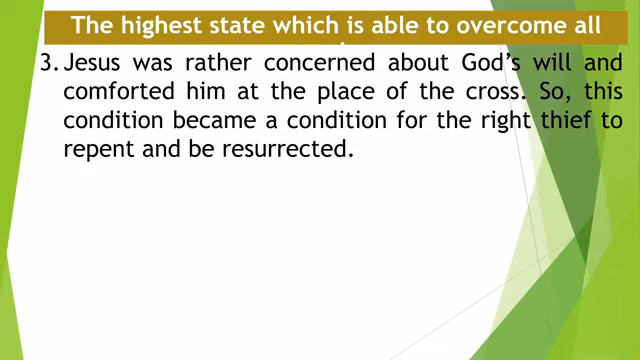 The highest state which is able to overcome all
3. Jesus was rather concerned about God's will and
comforted him at the place of the cross. So, this
condition became a condition for the right thief to
repent and be resurrected.